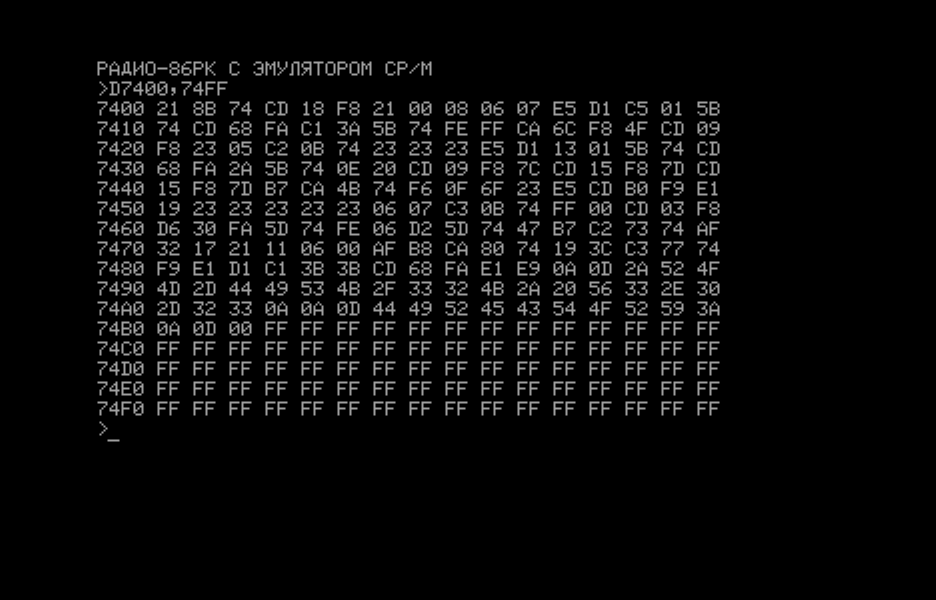 РАДИО-86РК С ЭМУЛЯТОРОМ CP/M
>D7400,74FF
7400 21 8B 74 CD 18 F8 21 00 08 06 07 E5 D1 C5 01 5B
7410 74 CD 68 FA C1 3A 5B 74 FE FF CA 6C F8 4F CD 09
7420 F8 23 05 C2 0B 74 23 23 23 E5 D1 13 01 5B 74 CD
7430 68 FA 2A 5B 74 0E 20 CD 09 F8 7C CD 15 F8 7D CD
7440 15 F8 7D B7 CA 4B 74 F6 0F 6F 23 E5 CD B0 F9 E1
7450 19 23 23 23 23 23 06 07 C3 0B 74 FF 00 CD 03 F8
7460 D6 30 FA 5D 74 FE 06 D2 5D 74 47 B7 C2 73 74 AF
7470 32 17 21 11 06 00 AF B8 CA 80 74 19 3C C3 77 74
7480 F9 E1 D1 C1 3B 3B CD 68 FA E1 E9 0A 0D 2A 52 4F
7490 4D 2D 44 49 53 4B 2F 33 32 4B 2A 20 56 33 2E 30
74A0 2D 32 33 0A 0A 0D 44 49 52 45 43 54 4F 52 59 3A
74B0 0A 0D 00 FF FF FF FF FF FF FF FF FF FF FF FF FF
74C0 FF FF FF FF FF FF FF FF FF FF FF FF FF FF FF FF
74D0 FF FF FF FF FF FF FF FF FF FF FF FF FF FF FF FF
74E0 FF FF FF FF FF FF FF FF FF FF FF FF FF FF FF FF
74F0 FF FF FF FF FF FF FF FF FF FF FF FF FF FF FF FF
>_